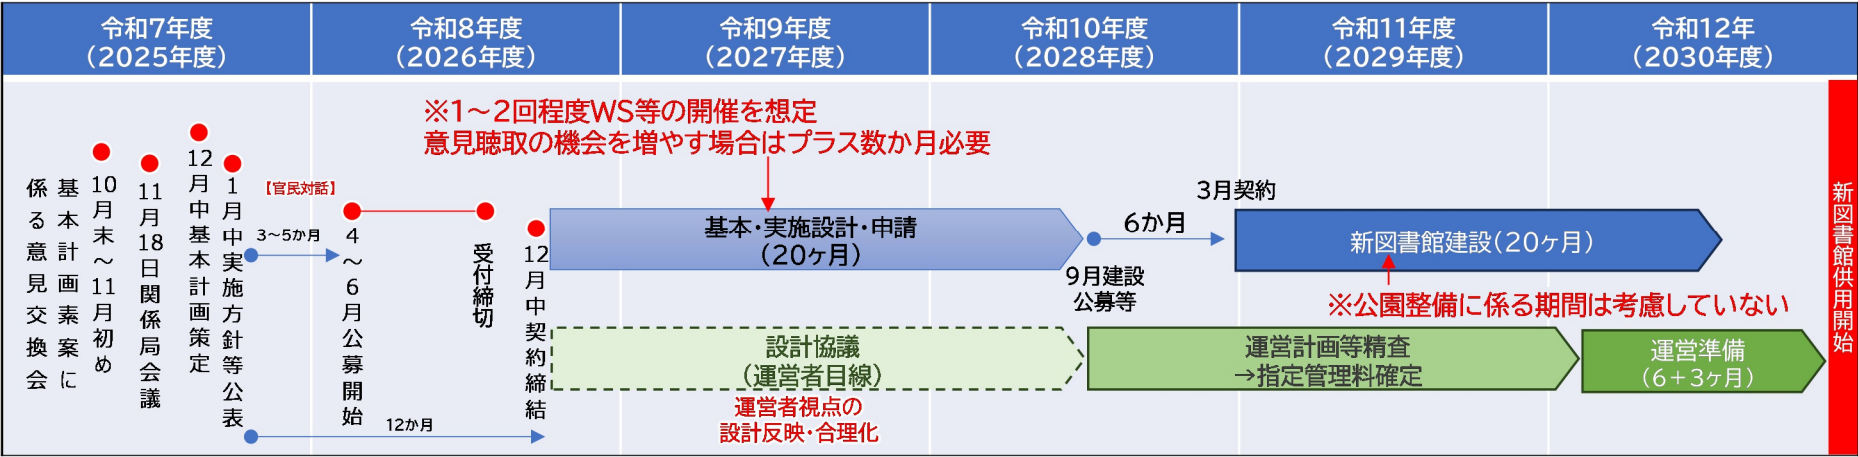 令和7年度
（2025年度）
令和8年度
（2026年度）
令和9年度
（2027年度）
令和10年度
（2028年度）
令和11年度
（2029年度）
令和12年
（2030年度）
基本計画素案に
係る意見交換会
10月末～11月初め
11月18日関係局会議
12月中基本計画策定
1月中実施方針等公表
【官民対話】
3～5か月
4～6月公募開始
受付締切
12月中契約締結
12か月
※1～2回程度WS等の開催を想定
意見聴取の機会を増やす場合はプラス数か月必要
基本・実施設計・申請
（20ヶ月）
6か月
9月建設
公募等
3月契約
新図書館建設（20ヶ月）
※公園整備に係る期間は考慮していない
設計協議
（運営者目線）
運営者視点の
設計反映・合理化
運営計画等精査
→指定管理料確定
運営準備
（6＋3ヶ月）
新図書館供用開始